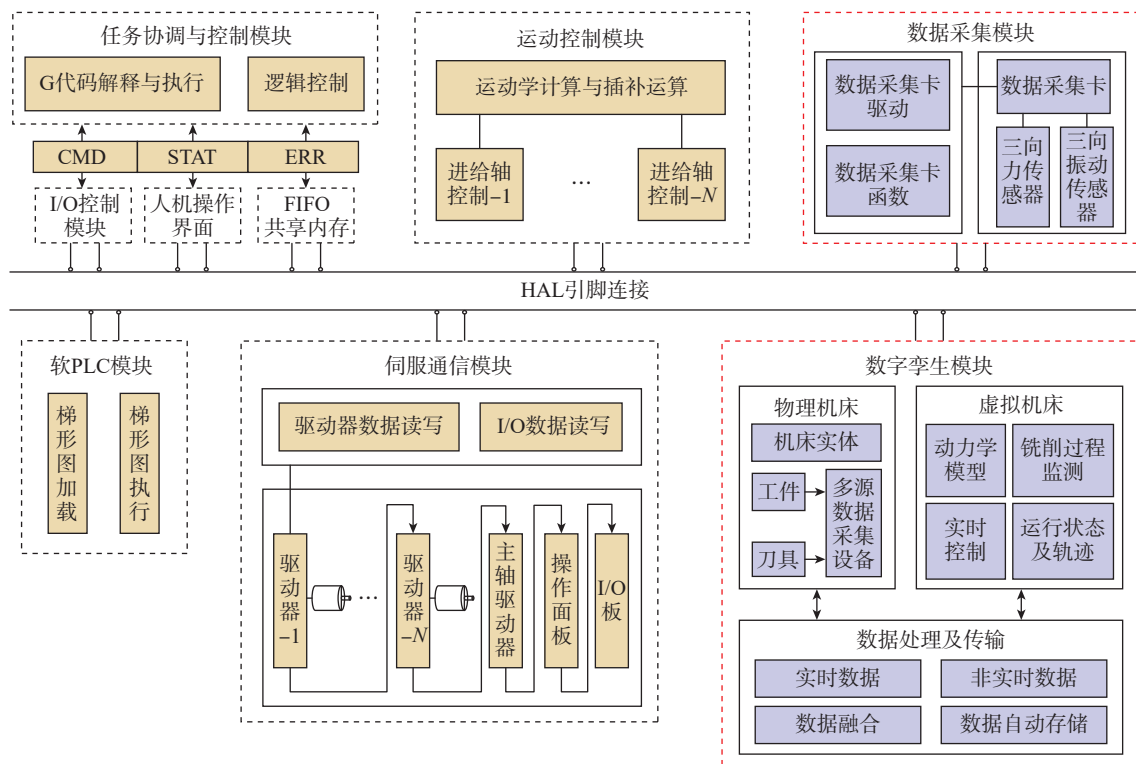 任务协调与控制模块
G代码解释与执行
逻辑控制
CMD
STAT
ERR
I/O控制
模块
人机操作
界面
FIFO
共享内存
运动控制模块
运动学计算与插补运算
进给轴
控制-1
...
进给轴
控制-N
数据采集模块
数据采集卡
驱动
数据采集卡
函数
数据采集卡
三向
力传
感器
三向
振动
传感
器
HAL引脚连接
软PLC模块
梯形图加载
梯形图执行
伺服通信模块
驱动器数据读写
I/O数据读写
驱动器-1
...
驱动器-N
主轴驱动器
操作面板
I/O
板
数字孪生模块
物理机床
机床实体
工件
刀具
多源
数据
采集
设备
虚拟机床
动力学
模型
铣削过程
监测
实时
控制
运行状态
及轨迹
数据处理及传输
实时数据
非实时数据
数据融合
数据自动存储